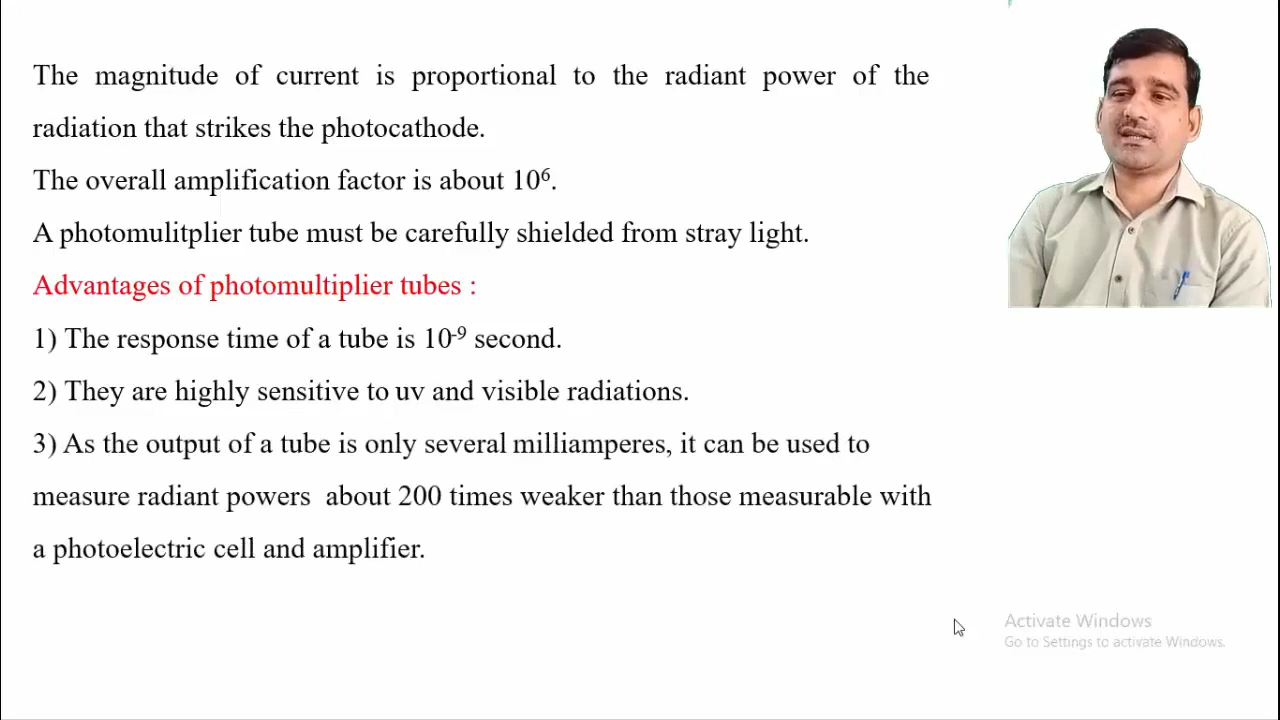 The magnitude of current is proportional to the radiant power of the
radiation that strikes the photocathode.
The overall amplification factor is about 10⁶.
A photomulitplier tube must be carefully shielded from stray light.
Advantages of photomultiplier tubes :
1) The response time of a tube is 10⁻⁹ second.
2) They are highly sensitive to uv and visible radiations.
3) As the output of a tube is only several milliamperes, it can be used to
measure radiant powers about 200 times weaker than those measurable with
a photoelectric cell and amplifier.
Activate Windows
Go to Settings to activate Windows.